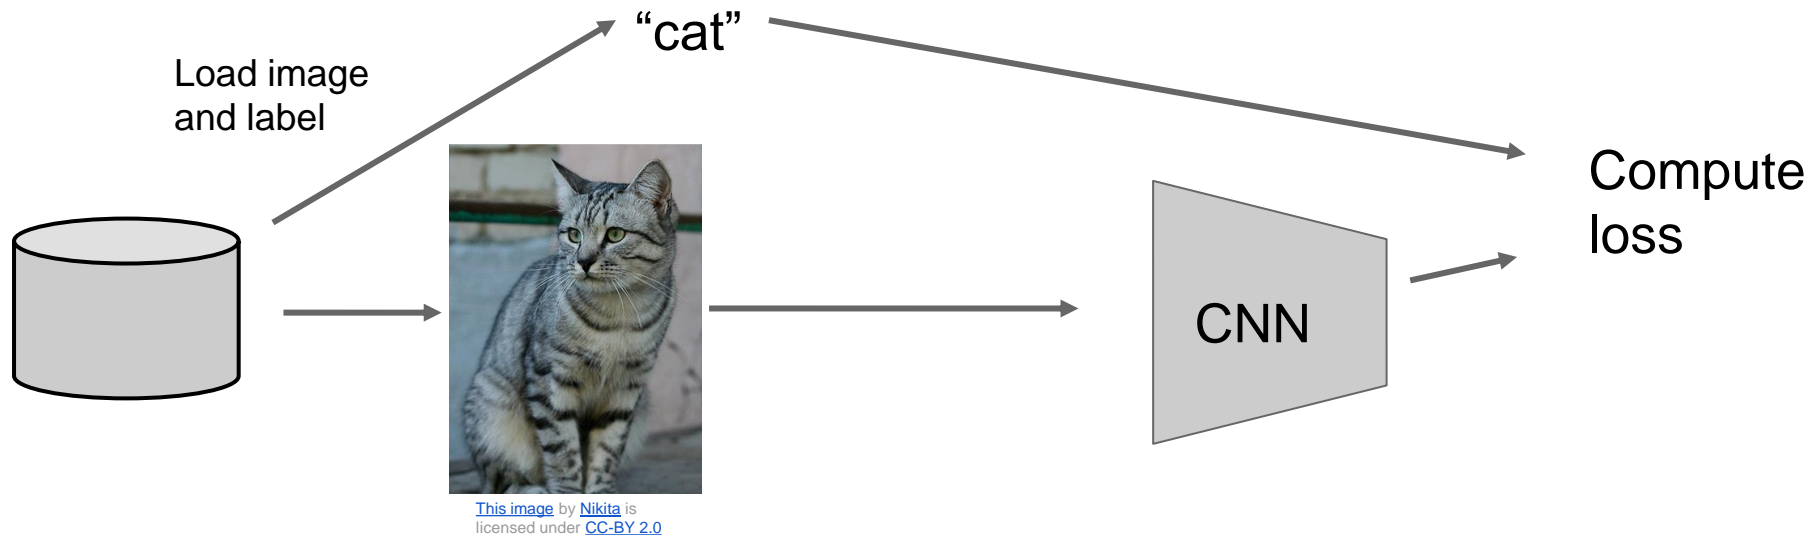 “cat”
Load image
and label
Compute
loss
CNN
This image by Nikita is
licensed under CC-BY 2.0